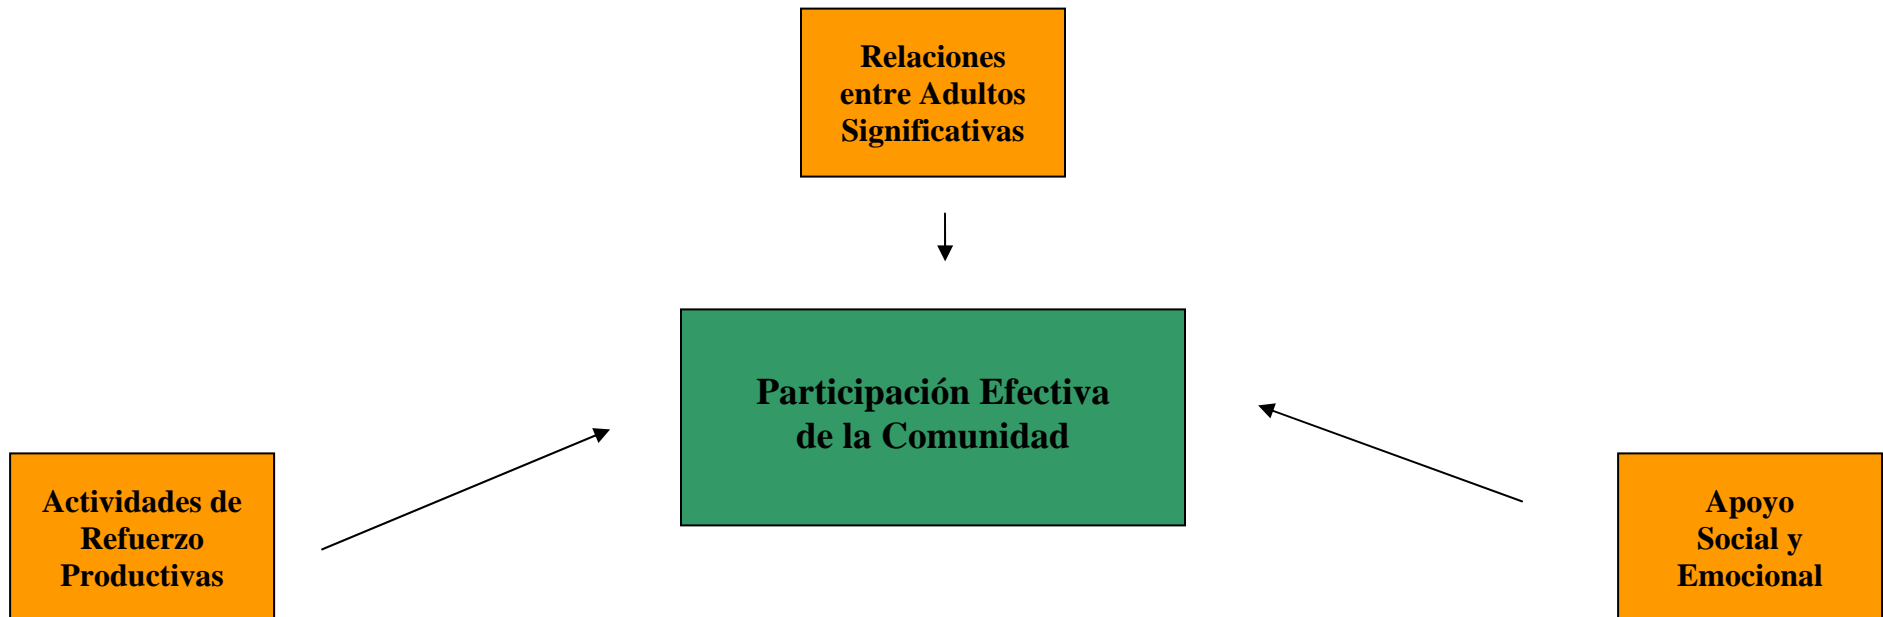 Relaciones
entre Adultos
Significativas
Participación Efectiva
de la Comunidad
Actividades de
Refuerzo
Productivas
Apoyo
Social y
Emocional